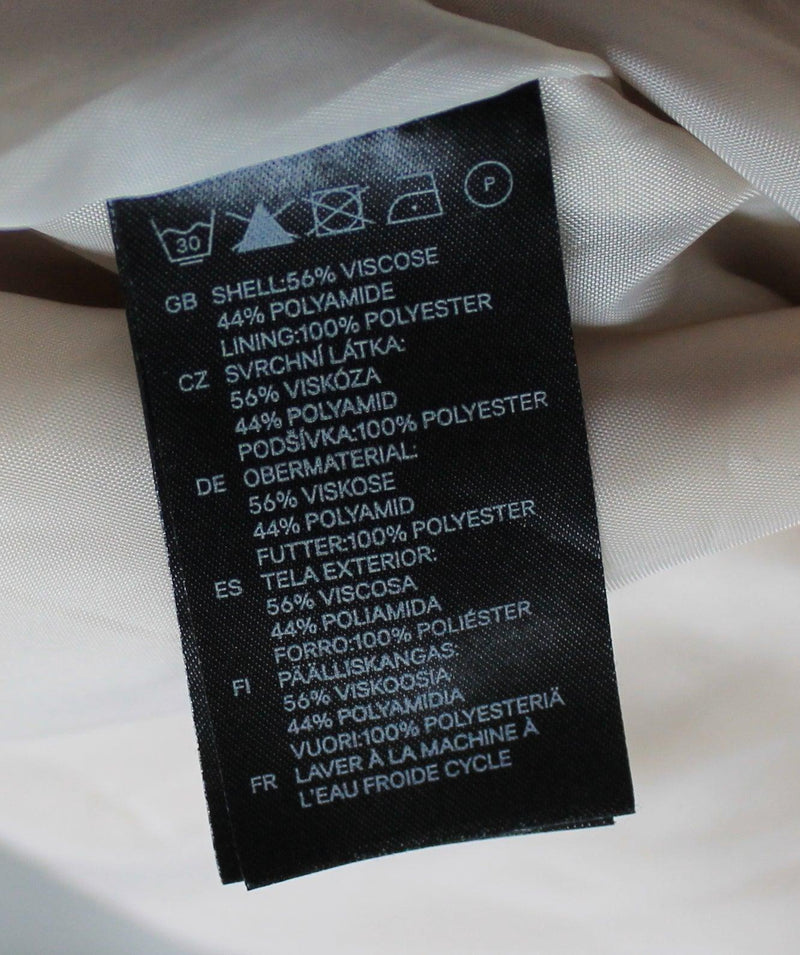 30 P
GB SHELL:56% VISCOSE
44% POLYAMIDE
LINING:100% POLYESTER
CZ SVRCHNÍ LÁTKA:
56% VISKÓZA
44% POLYAMID
PODŠÍVKA:100% POLYESTER
DE OBERMATERIAL:
56% VISKOSE
44% POLYAMID
FUTTER:100% POLYESTER
ES TELA EXTERIOR:
56% VISCOSA
44% POLIAMIDA
FORRO:100% POLIÉSTER
FI PÄÄLLISKANGAS:
56% VISKOOSIA
44% POLYAMIDIA
VUORI:100% POLYESTERIÄ
FR LAVER À LA MACHINE À
L'EAU FROIDE CYCLE